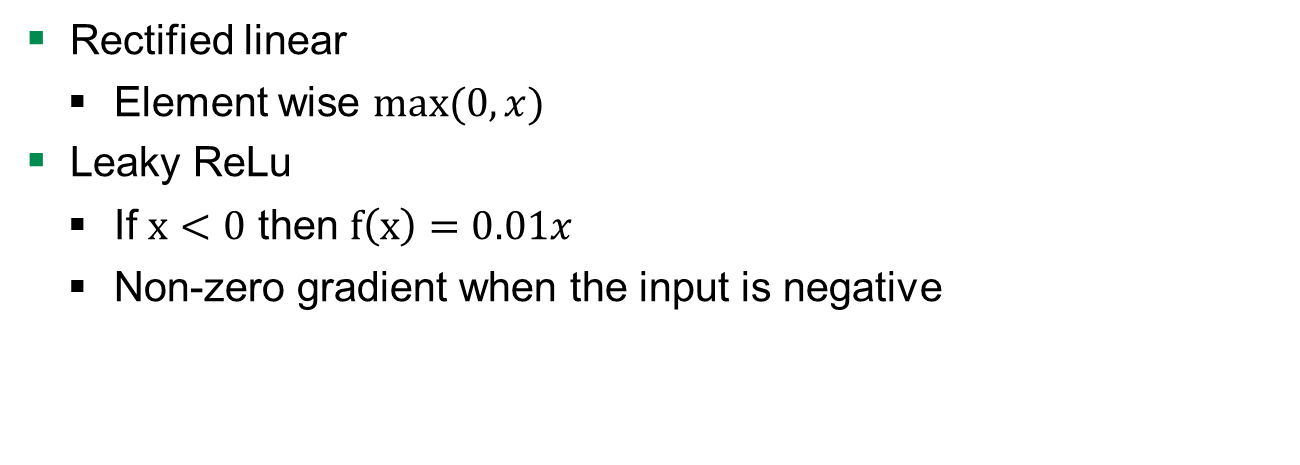 ▪ Rectified linear
▪ Element wise max(0, x)
▪ Leaky ReLu
▪ If x < 0 then f(x) = 0.01x
▪ Non-zero gradient when the input is negative